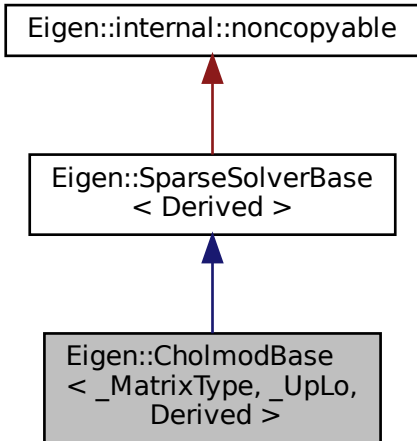 Eigen::internal::noncopyable
Eigen::SparseSolverBase
< Derived >
Eigen::CholmodBase
< _MatrixType, _UpLo,
Derived >